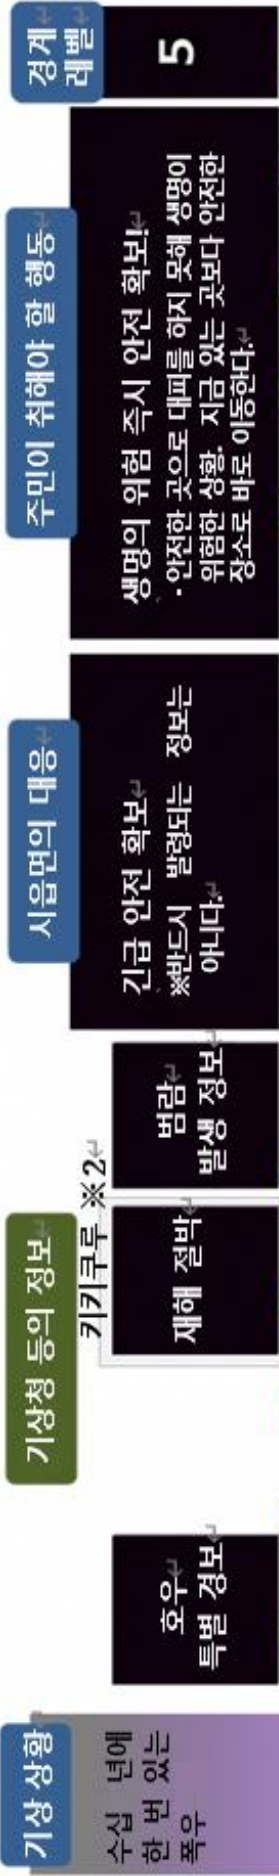 기상 상황
수십 년에
한 번 있는
폭우
기상청 등의 정보
호우
특별 경보
키키쿠루 ※2
재해 절박
범람
발생 정보
시읍면의 대응
긴급 안전 확보
※반드시 발령되는 정보는
아니다.
주민이 취해야 할 행동
생명의 위험 즉시 안전 확보!
・안전한 곳으로 대피를 하지 못해 생명이
위험한 상황. 지금 있는 곳보다 안전한
장소로 바로 이동한다.
경계
레벨
5